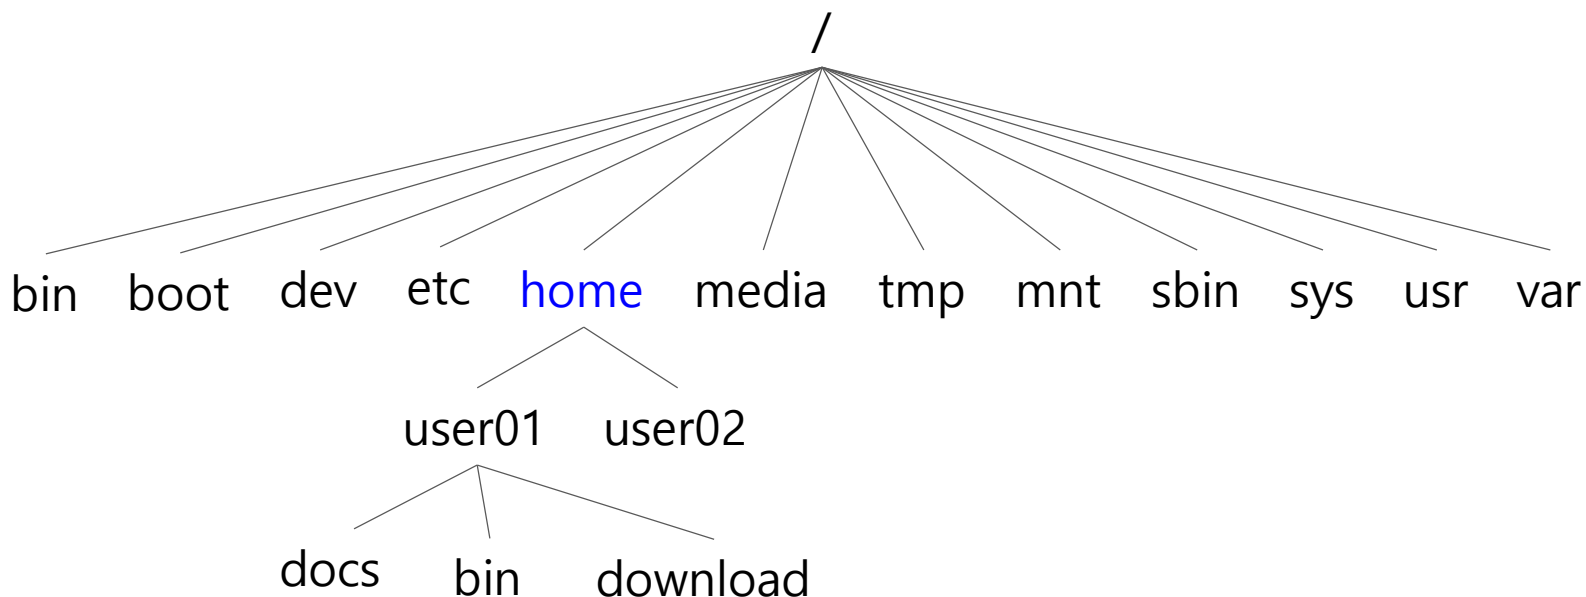 /
bin boot dev etc home media tmp mnt sbin sys usr var
user01 user02
docs bin download